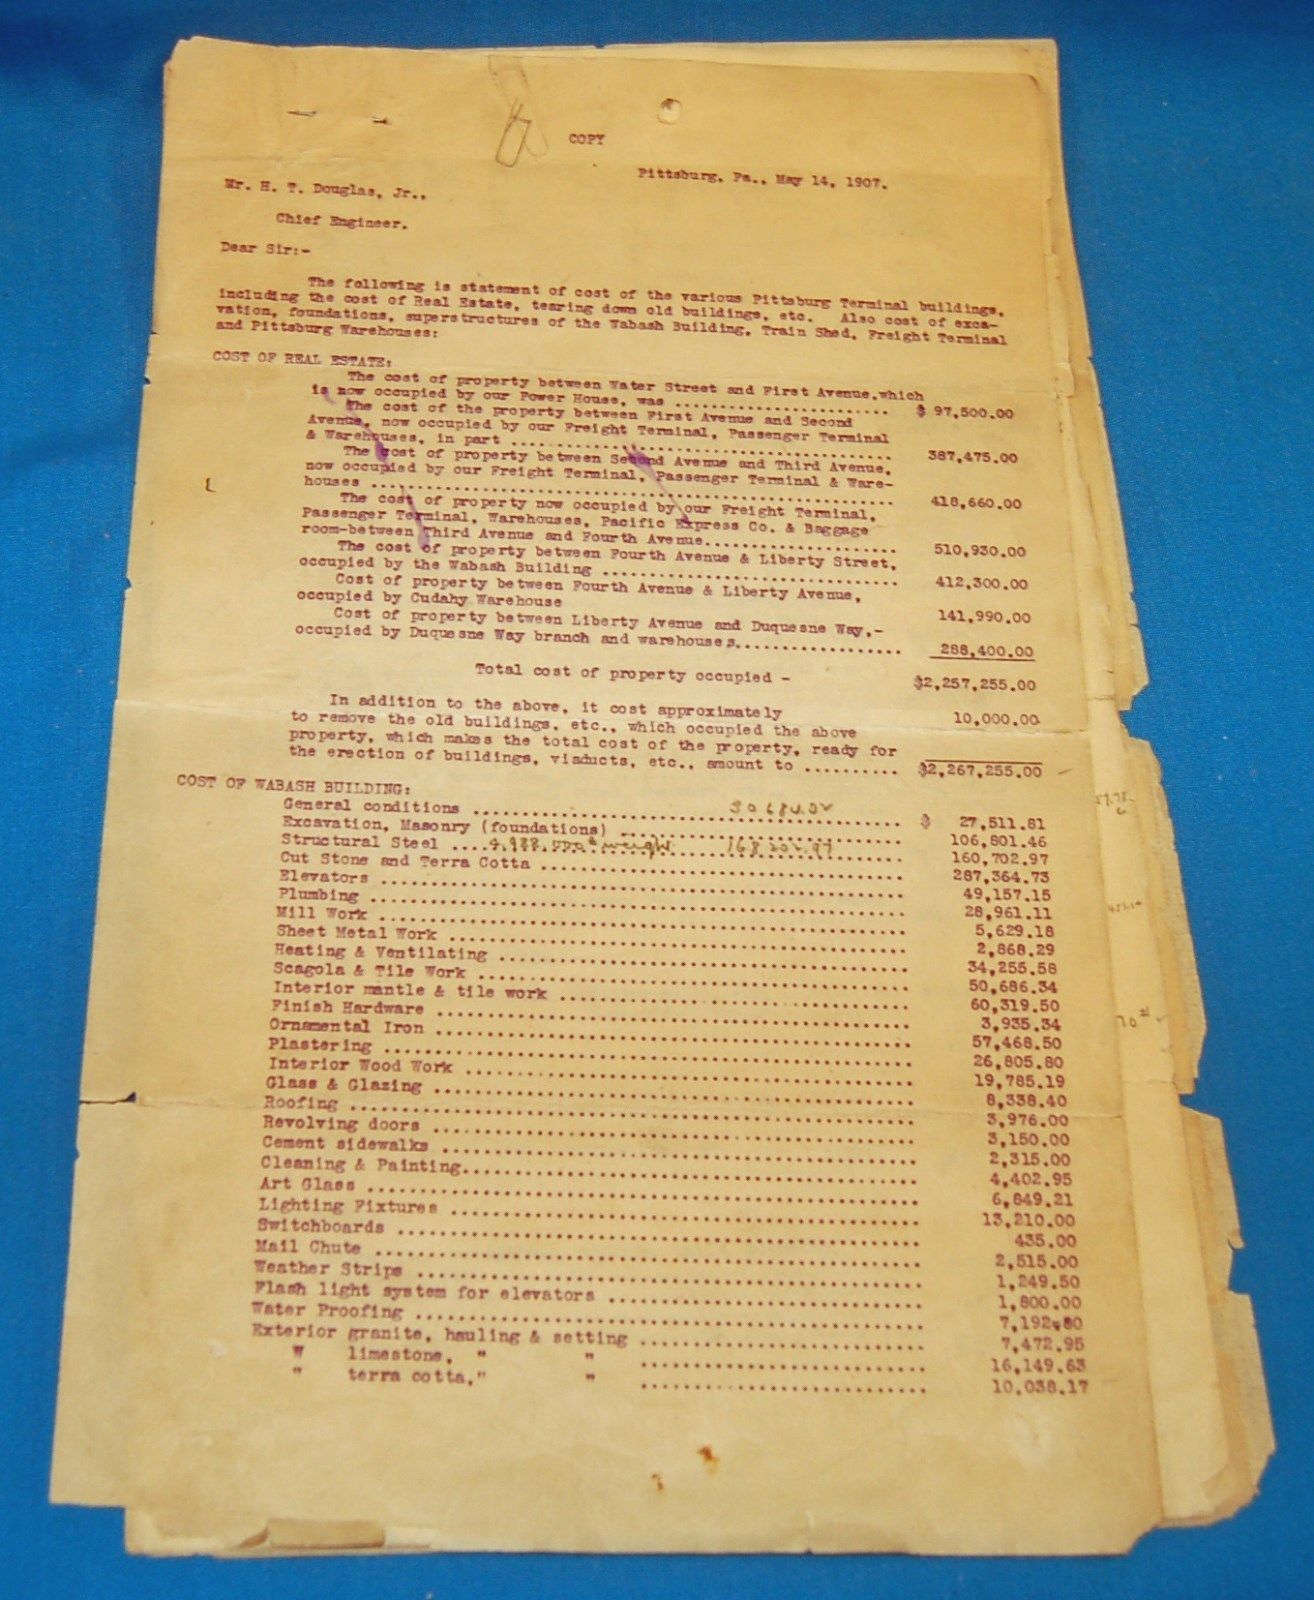 COPY
Pittsburg, Pa., May 14, 1907.
Mr. H. T. Douglas, Jr.,
Chief Engineer.
Dear Sir:-
The following is statement of cost of the various Pittsburg Terminal buildings,
including the cost of Real Estate, tearing down old buildings, etc. Also cost of exca-
vation, foundations, superstructures of the Wabash Building, Train Shed, Freight Terminal
and Pittsburg Warehouses:
COST OF REAL ESTATE:
The cost of property between Water Street and First Avenue, which
is now occupied by our Power House, was ........................ $ 97,500.00
The cost of the property between First Avenue and Second
Avenue, now occupied by our Freight Terminal, Passenger Terminal
& Warehouses, in part ........................................... 387,475.00
The cost of property between Second Avenue and Third Avenue,
now occupied by our Freight Terminal, Passenger Terminal & Ware-
houses .......................................................... 418,660.00
The cost of property now occupied by our Freight Terminal,
Passenger Terminal, Warehouses, Pacific Express Co. & Baggage
room-between Third Avenue and Fourth Avenue..................... 510,930.00
The cost of property between Fourth Avenue & Liberty Street,
occupied by the Wabash Building ................................. 412,300.00
Cost of property between Fourth Avenue & Liberty Avenue,
occupied by Cudahy Warehouse 141,990.00
Cost of property between Liberty Avenue and Duquesne Way,-
occupied by Duquesne Way branch and warehouses.................. 288,400.00
Total cost of property occupied - $2,257,255.00
In addition to the above, it cost approximately 10,000.00
to remove the old buildings, etc., which occupied the above
property, which makes the total cost of the property, ready for
the erection of buildings, viaducts, etc., amount to .......... $2,267,255.00
COST OF WABASH BUILDING:
General conditions ................................................ $ 27,511.81
Excavation, Masonry (foundations) ............................... 106,801.46
Structural Steel .... ............................................ 160,702.97
Cut Stone and Terra Cotta ....................................... 287,364.73
Elevators ......................................................... 49,157.15
Plumbing .......................................................... 28,961.11
Mill Work ......................................................... 5,629.18
Sheet Metal Work .................................................. 2,868.29
Heating & Ventilating ............................................. 34,255.58
Scagola & Tile Work ............................................... 50,686.34
Interior mantle & tile work ....................................... 60,319.50
Finish Hardware ................................................... 3,935.34
Ornamental Iron ................................................... 57,468.50
Plastering ........................................................ 26,805.80
Interior Wood Work ................................................ 19,785.19
Glass & Glazing ................................................... 8,338.40
Roofing ........................................................... 3,976.00
Revolving doors ................................................... 3,150.00
Cement sidewalks .................................................. 2,315.00
Cleaning & Painting................................................ 4,402.95
Art Glass ......................................................... 6,849.21
Lighting Fixtures ................................................. 13,210.00
Switchboards ...................................................... 435.00
Mail Chute ........................................................ 2,515.00
Weather Strips .................................................... 1,249.50
Flash light system for elevators .................................. 1,800.00
Water Proofing .................................................... 7,192.80
Exterior granite, hauling & setting ............................... 7,472.95
" limestone, " " ............................... 16,149.63
" terra cotta," " ............................... 10,038.17